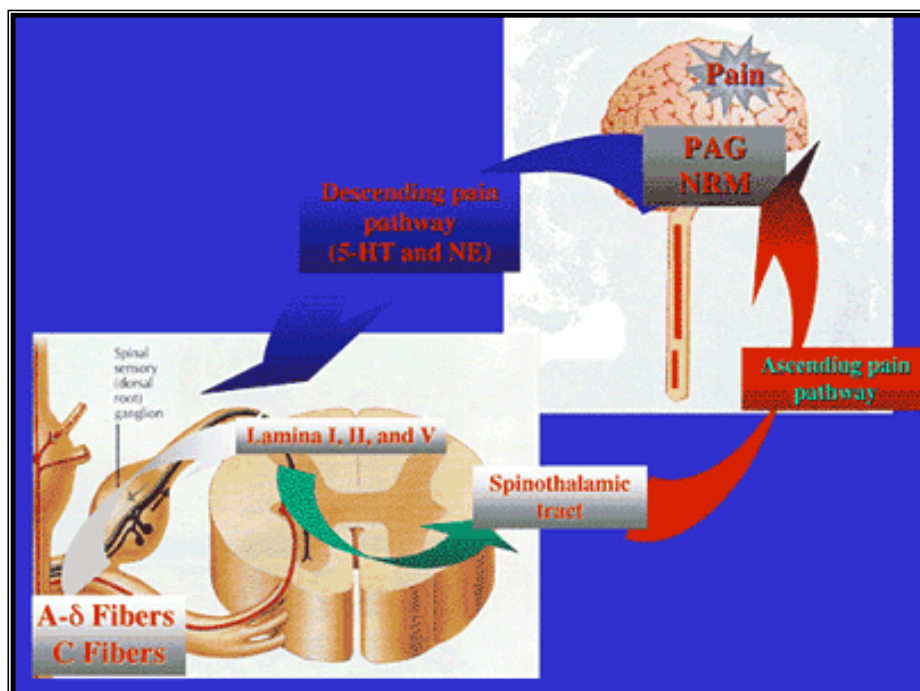 Pain
PAG
NRM
Descending pain
pathway
(5-HT and NE)
Spinal
sensory
(dorsal
root)
ganglion
Ascending pain
pathway
Lamina I, II, and V
Spinothalamic
tract
A-δ Fibers
C Fibers